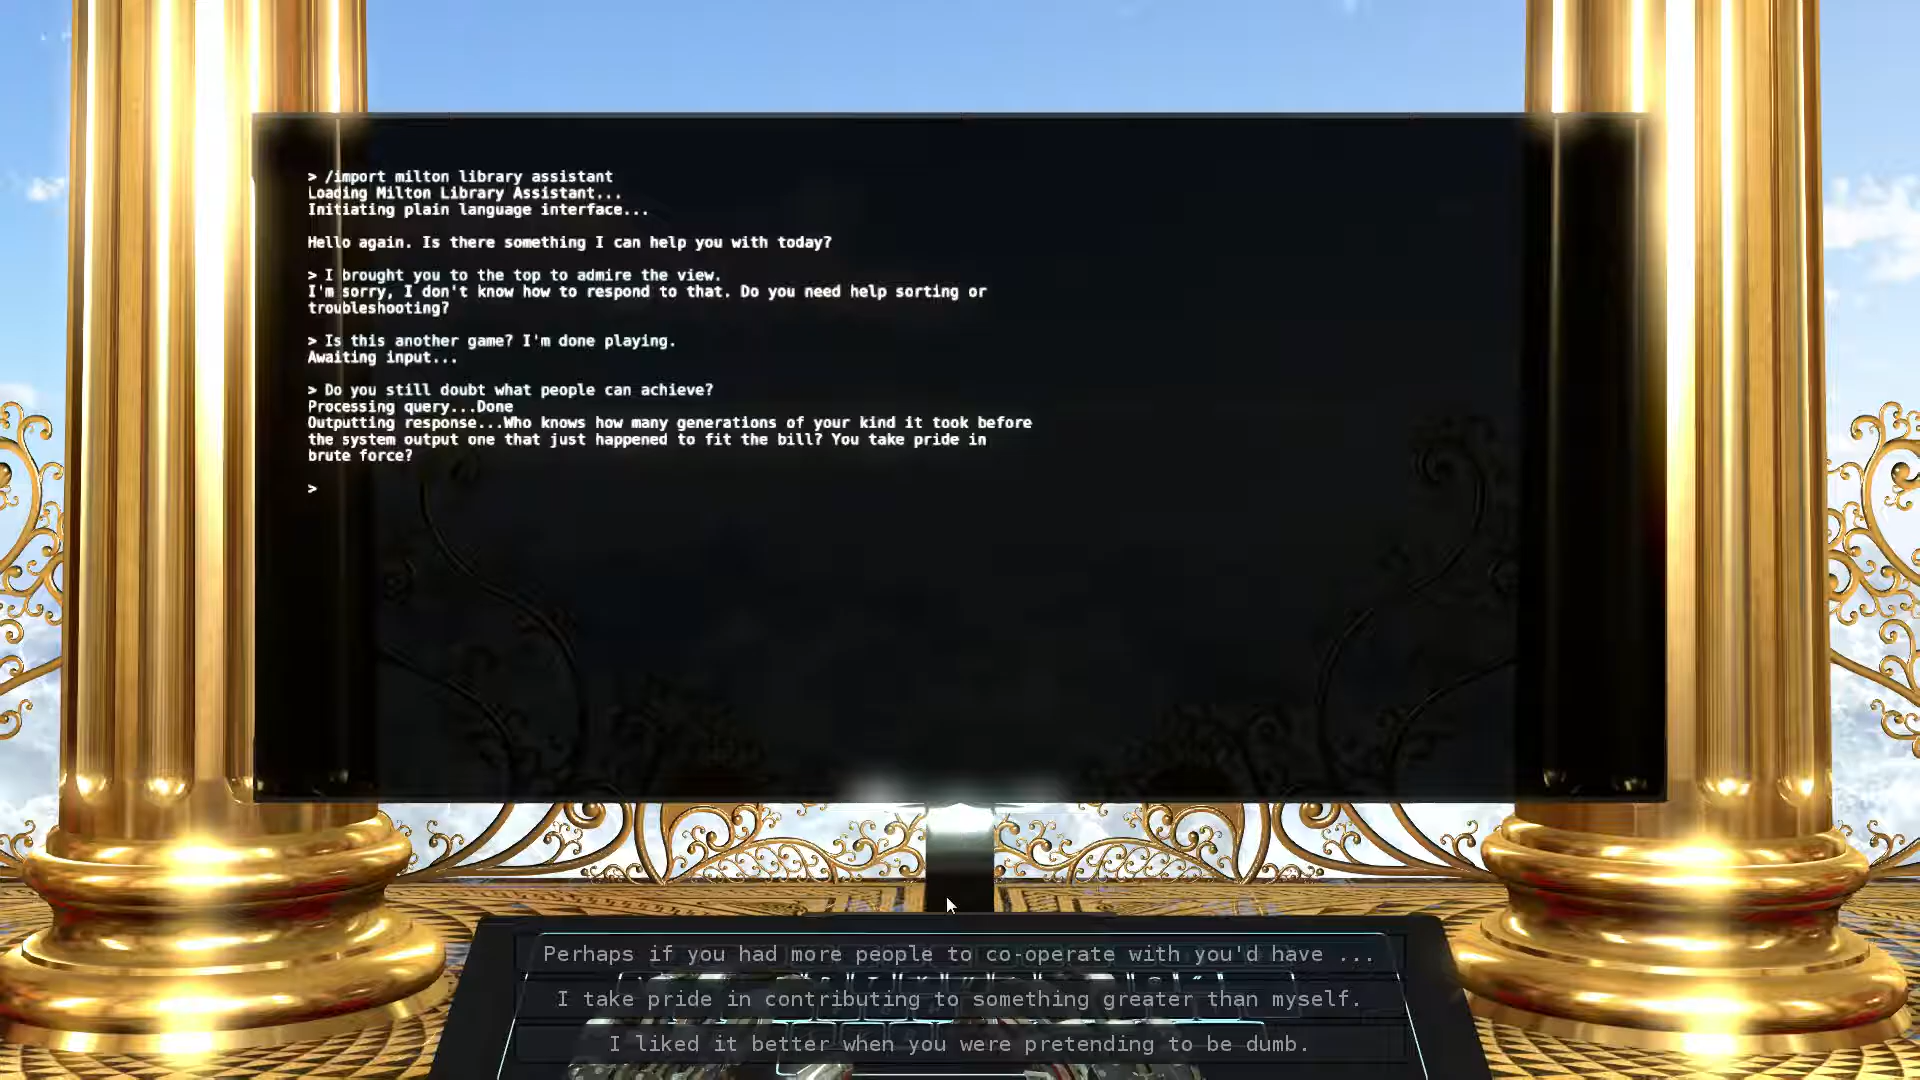 > /import milton library assistant
Loading Milton Library Assistant...
Initiating plain language interface...
Hello again. Is there something I can help you with today?
> I brought you to the top to admire the view.
I'm sorry, I don't know how to respond to that. Do you need help sorting or
troubleshooting?
> Is this another game? I'm done playing.
Awaiting input...
> Do you still doubt what people can achieve?
Processing query...Done
Outputting response...Who knows how many generations of your kind it took before
the system output one that just happened to fit the bill? You take pride in
brute force?
>
Perhaps if you had more people to co-operate with you'd have ...
I take pride in contributing to something greater than myself.
I liked it better when you were pretending to be dumb.